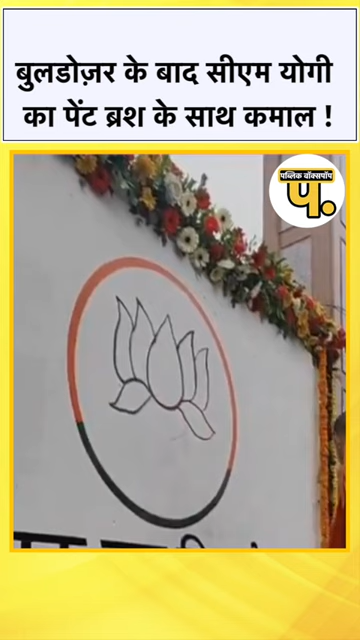 बुलडोज़र के बाद सीएम योगी
का पेंट ब्रश के साथ कमाल !
पब्लिक वॉक्सपॉप
प.